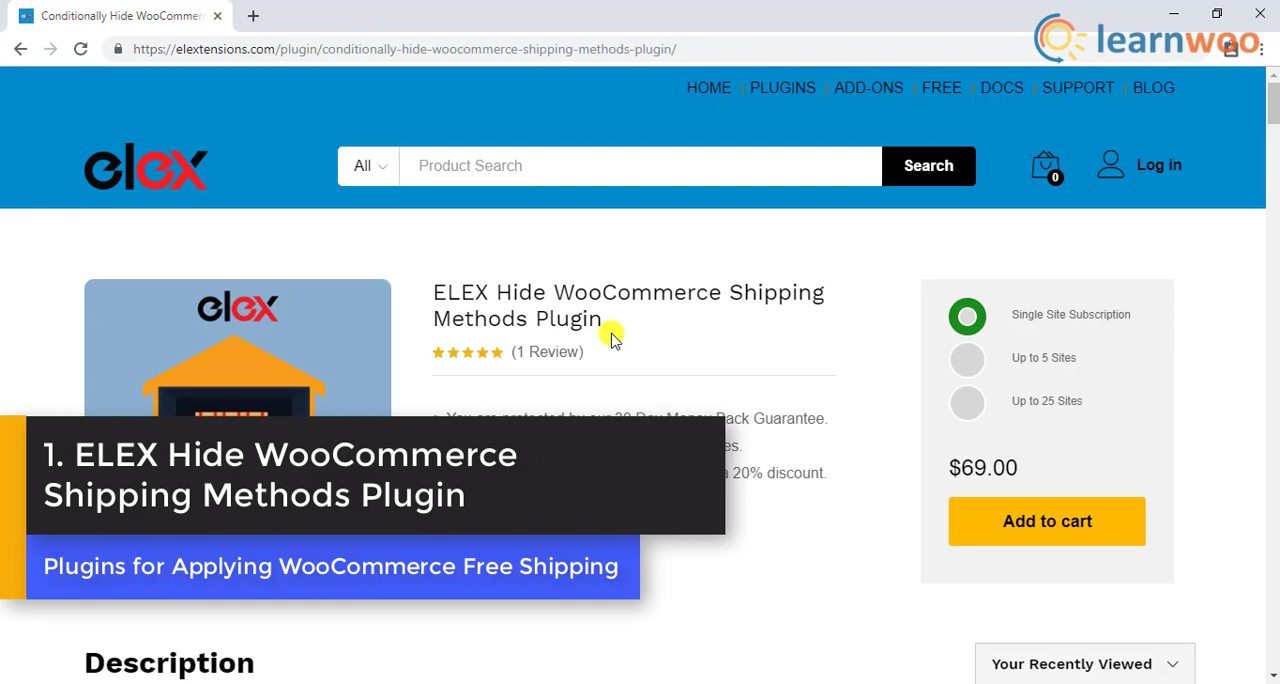 Conditionally Hide WooCommer
https://elextensions.com/plugin/conditionally-hide-woocommerce-shipping-methods-plugin/
learnwoo
HOME PLUGINS ADD-ONS FREE DOCS SUPPORT BLOG
elex
All Product Search Search 0 Log in
elex
ELEX Hide WooCommerce Shipping
Methods Plugin
(1 Review)
Single Site Subscription
Up to 5 Sites
Up to 25 Sites
Money Back Guarantee.
a 20% discount.
$69.00
Add to cart
1. ELEX Hide WooCommerce
Shipping Methods Plugin
Plugins for Applying WooCommerce Free Shipping
Description
Your Recently Viewed